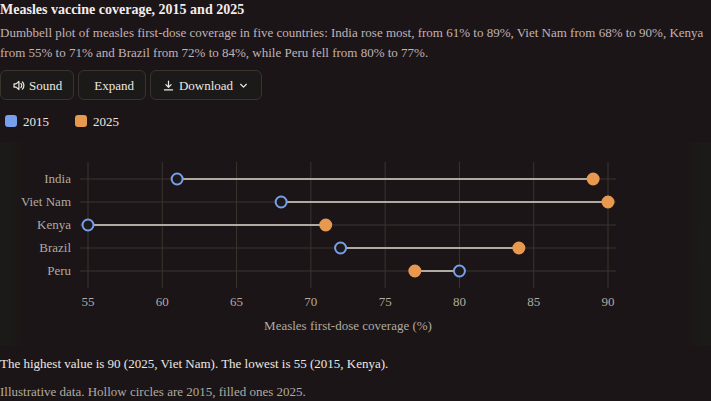 Measles vaccine coverage, 2015 and 2025
Dumbbell plot of measles first-dose coverage in five countries: India rose most, from 61% to 89%, Viet Nam from 68% to 90%, Kenya
from 55% to 71% and Brazil from 72% to 84%, while Peru fell from 80% to 77%.
Sound Expand Download
2015 2025
India
Viet Nam
Kenya
Brazil
Peru
55 60 65 70 75 80 85 90
Measles first-dose coverage (%)
The highest value is 90 (2025, Viet Nam). The lowest is 55 (2015, Kenya).
Illustrative data. Hollow circles are 2015, filled ones 2025.